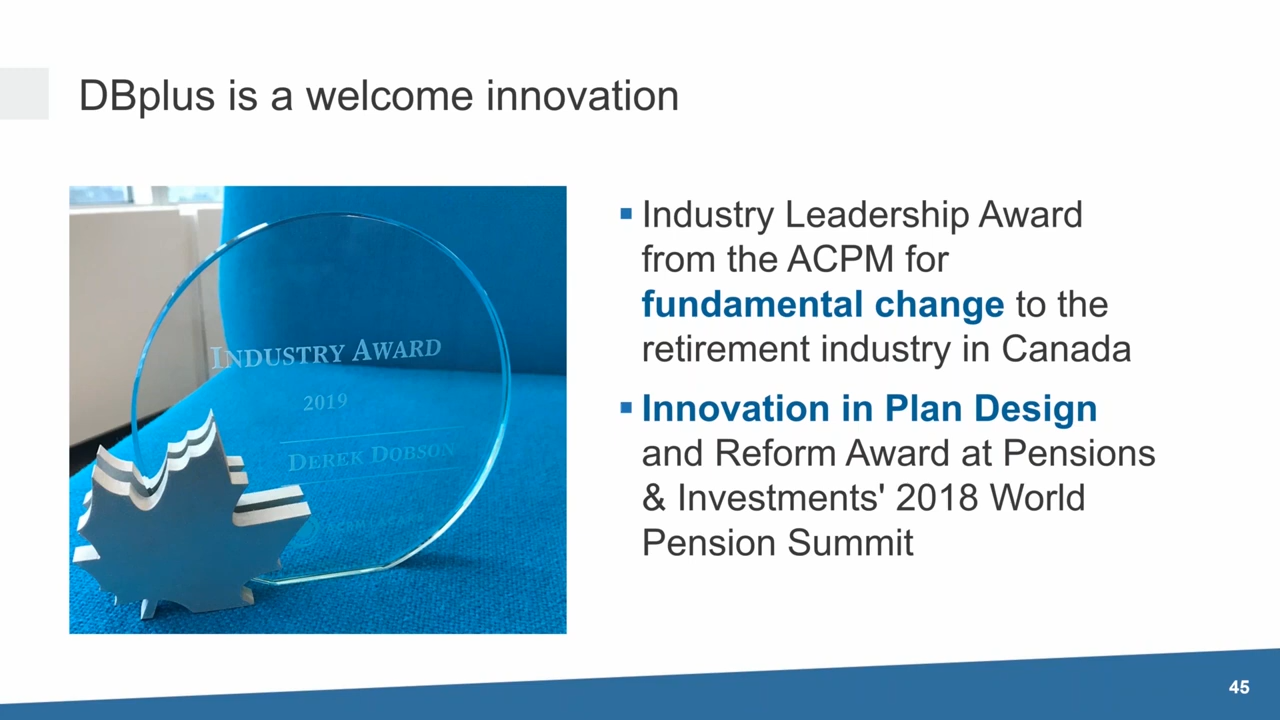 DBplus is a welcome innovation
INDUSTRY AWARD
2019
DEREK DOBSON
▪ Industry Leadership Award
from the ACPM for
fundamental change to the
retirement industry in Canada
▪ Innovation in Plan Design
and Reform Award at Pensions
& Investments' 2018 World
Pension Summit
45